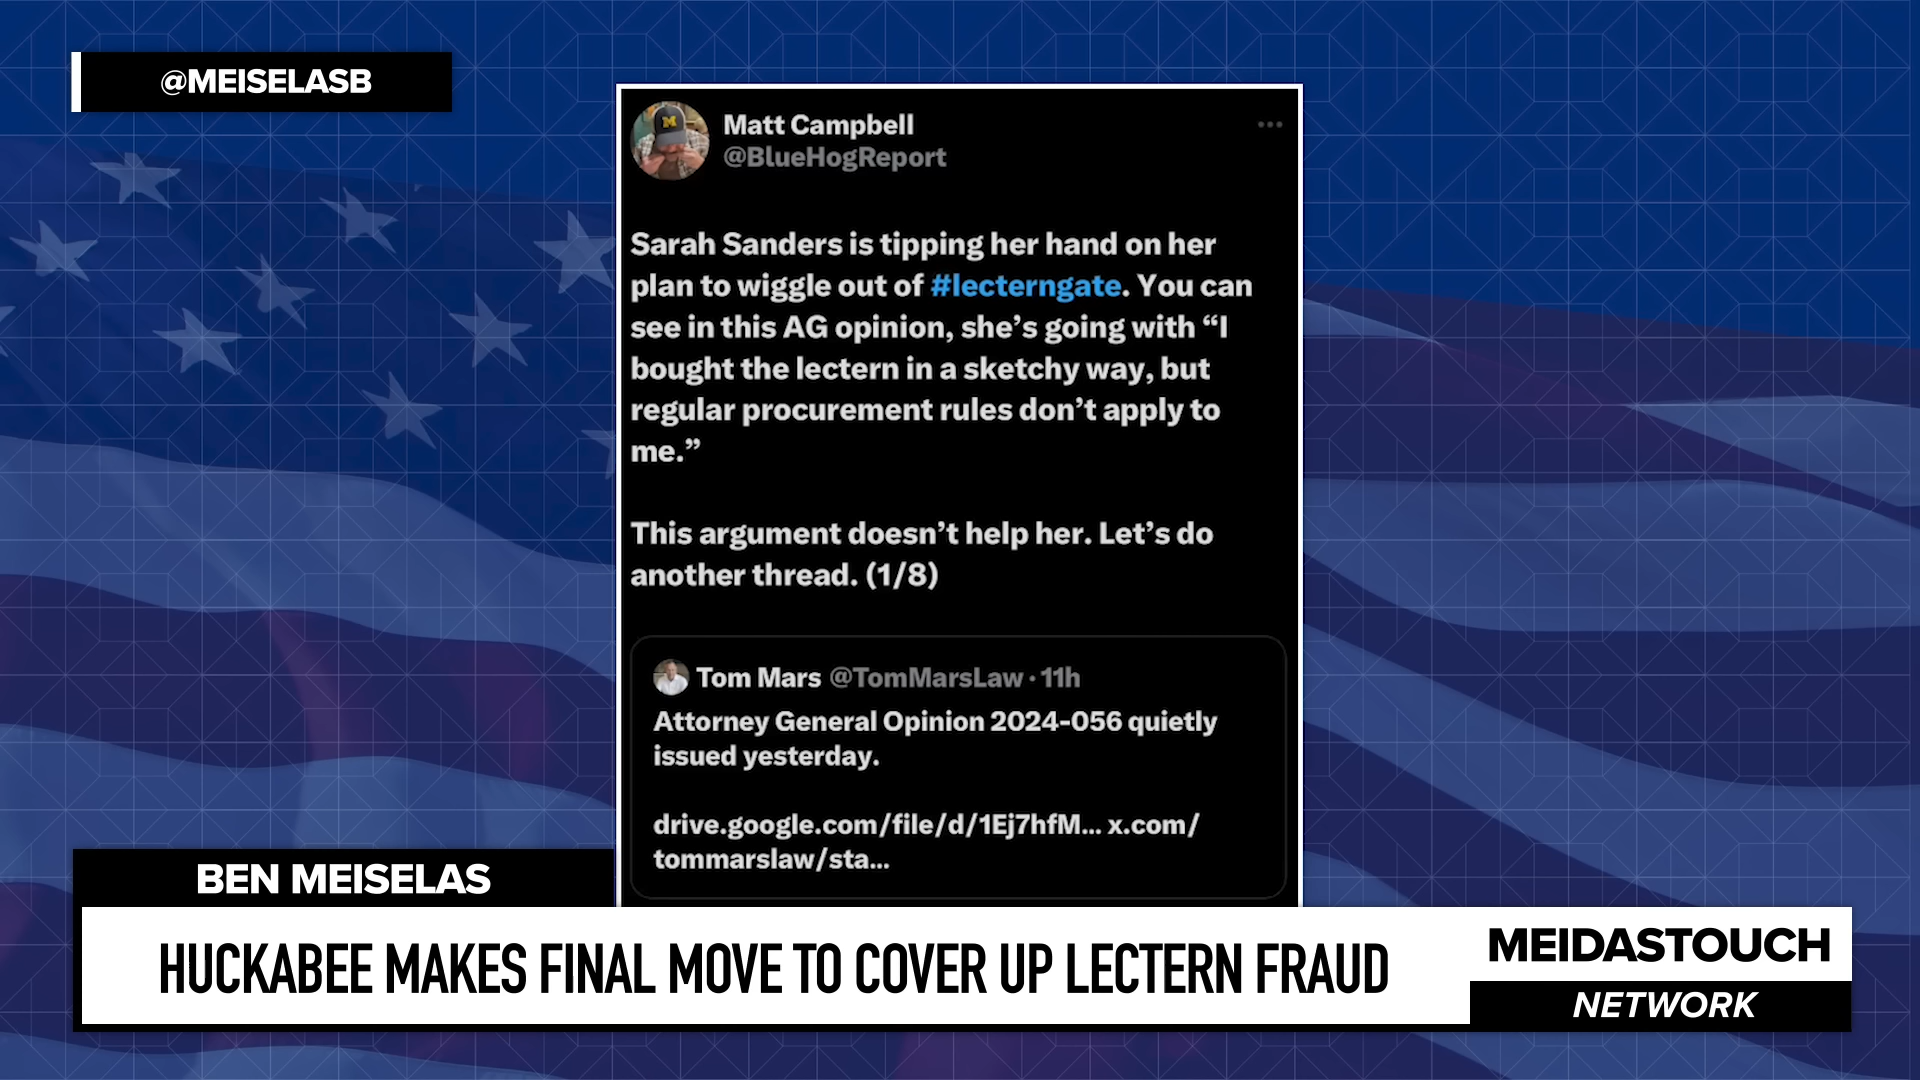 @MEISELASB
Matt Campbell
@BlueHogReport
Sarah Sanders is tipping her hand on her
plan to wiggle out of #lecterngate. You can
see in this AG opinion, she’s going with “I
bought the lectern in a sketchy way, but
regular procurement rules don’t apply to
me.”
This argument doesn’t help her. Let’s do
another thread. (1/8)
Tom Mars @TomMarsLaw · 11h
Attorney General Opinion 2024-056 quietly
issued yesterday.
drive.google.com/file/d/1Ej7hfM... x.com/
tommarslaw/sta...
BEN MEISELAS
HUCKABEE MAKES FINAL MOVE TO COVER UP LECTERN FRAUD
MEIDASTOUCH
NETWORK